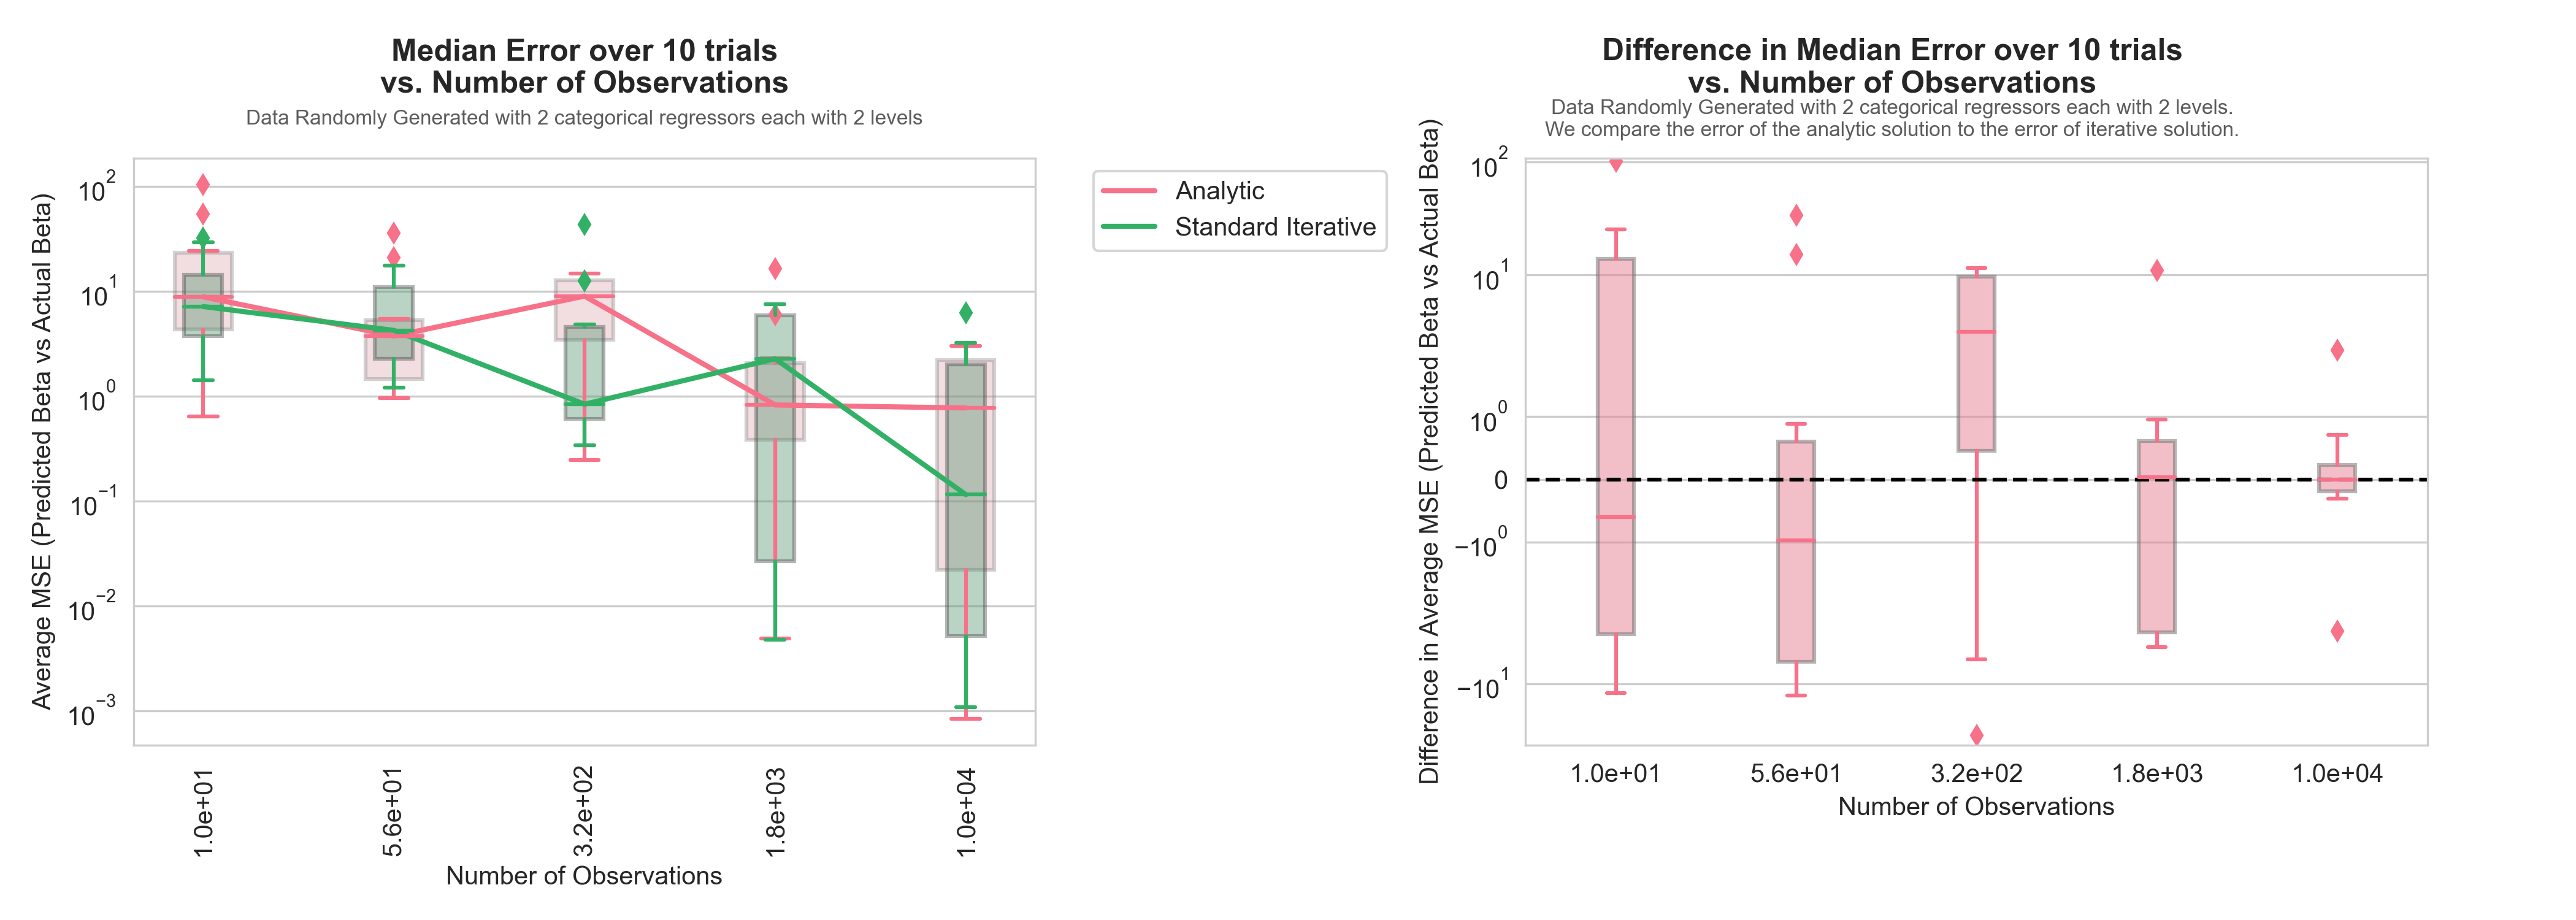 Median Error over 10 trials
vs. Number of Observations
Data Randomly Generated with 2 categorical regressors each with 2 levels
Average MSE (Predicted Beta vs Actual Beta)
10^2
10^1
10^0
10^−1
10^−2
10^−3
1.0e+01
5.6e+01
3.2e+02
1.8e+03
1.0e+04
Number of Observations
Analytic
Standard Iterative
Difference in Median Error over 10 trials
vs. Number of Observations
Data Randomly Generated with 2 categorical regressors each with 2 levels.
We compare the error of the analytic solution to the error of iterative solution.
Difference in Average MSE (Predicted Beta vs Actual Beta)
10^2
10^1
10^0
0
−10^0
−10^1
1.0e+01
5.6e+01
3.2e+02
1.8e+03
1.0e+04
Number of Observations